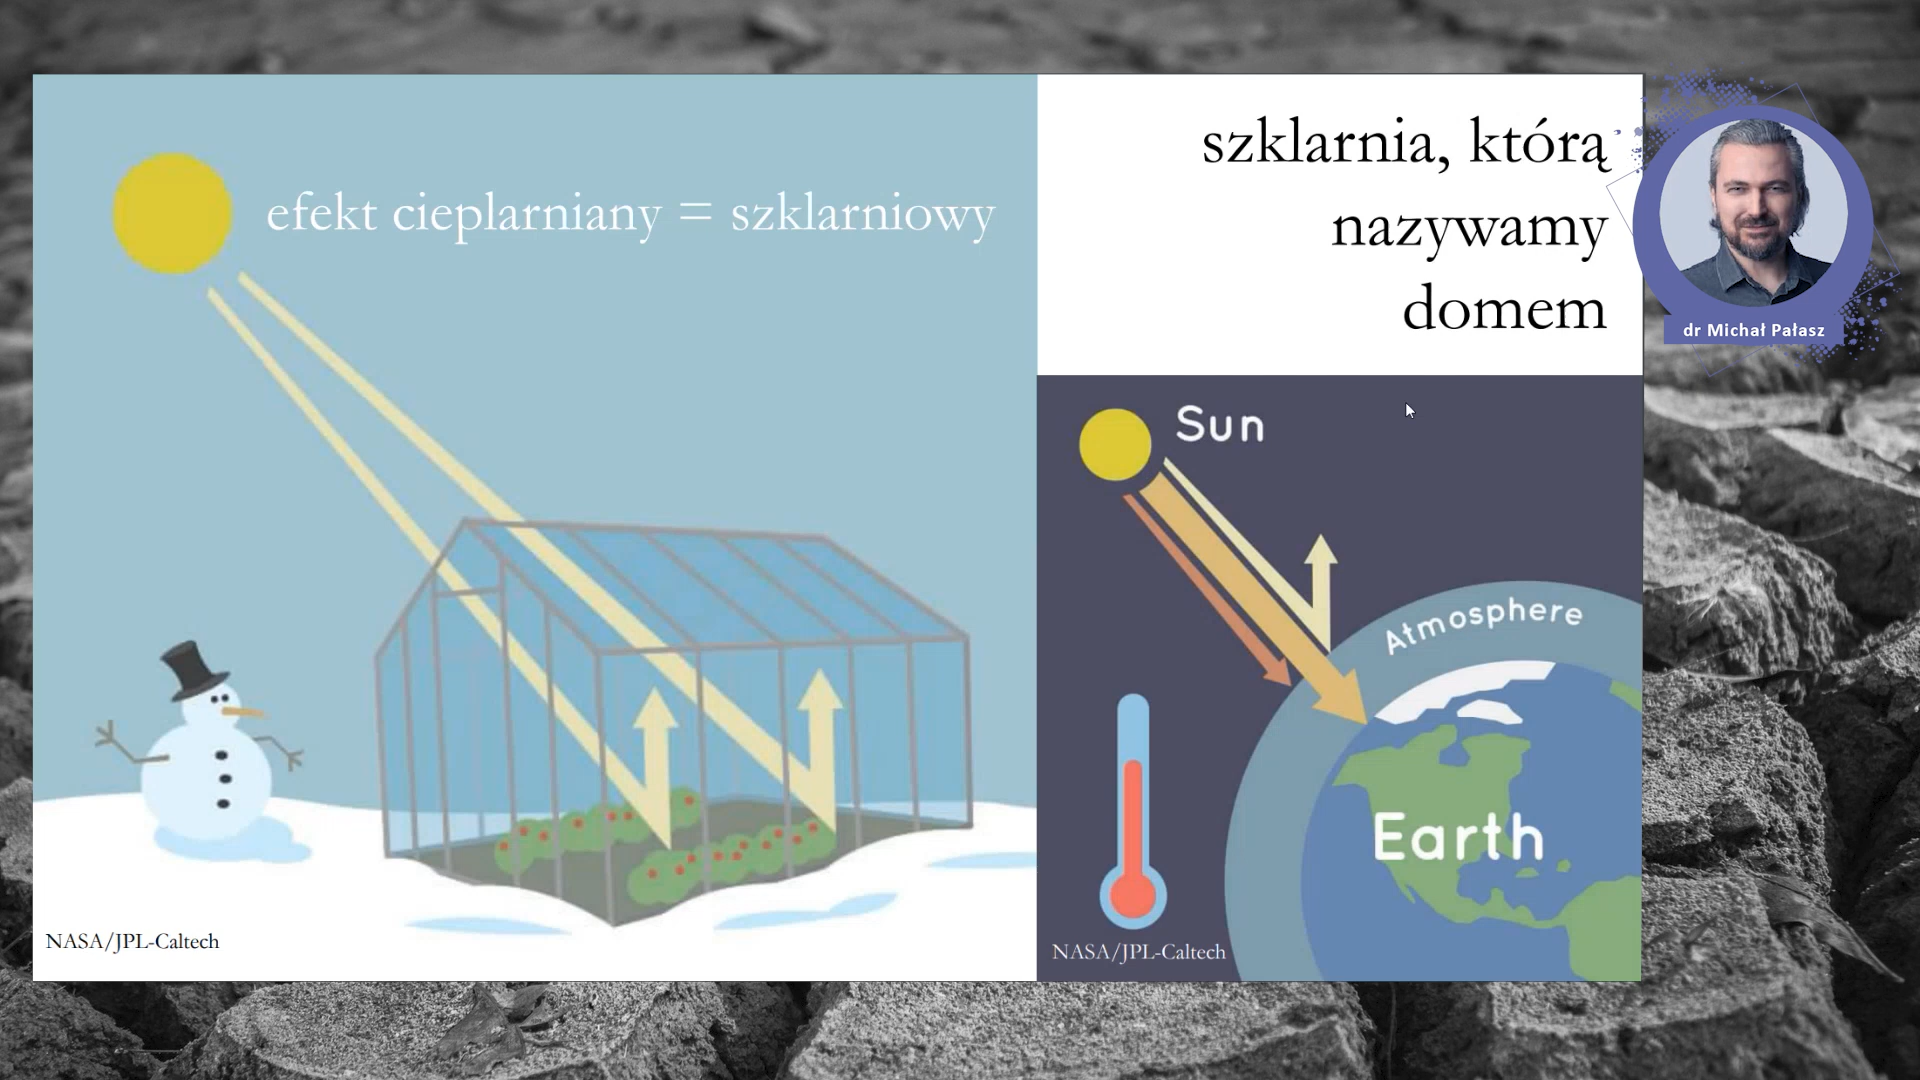 efekt cieplarniany = szklarniowy
szklarnia, którą
nazywamy
domem
dr Michał Pałasz
Sun
Atmosphere
Earth
NASA/JPL-Caltech
NASA/JPL-Caltech